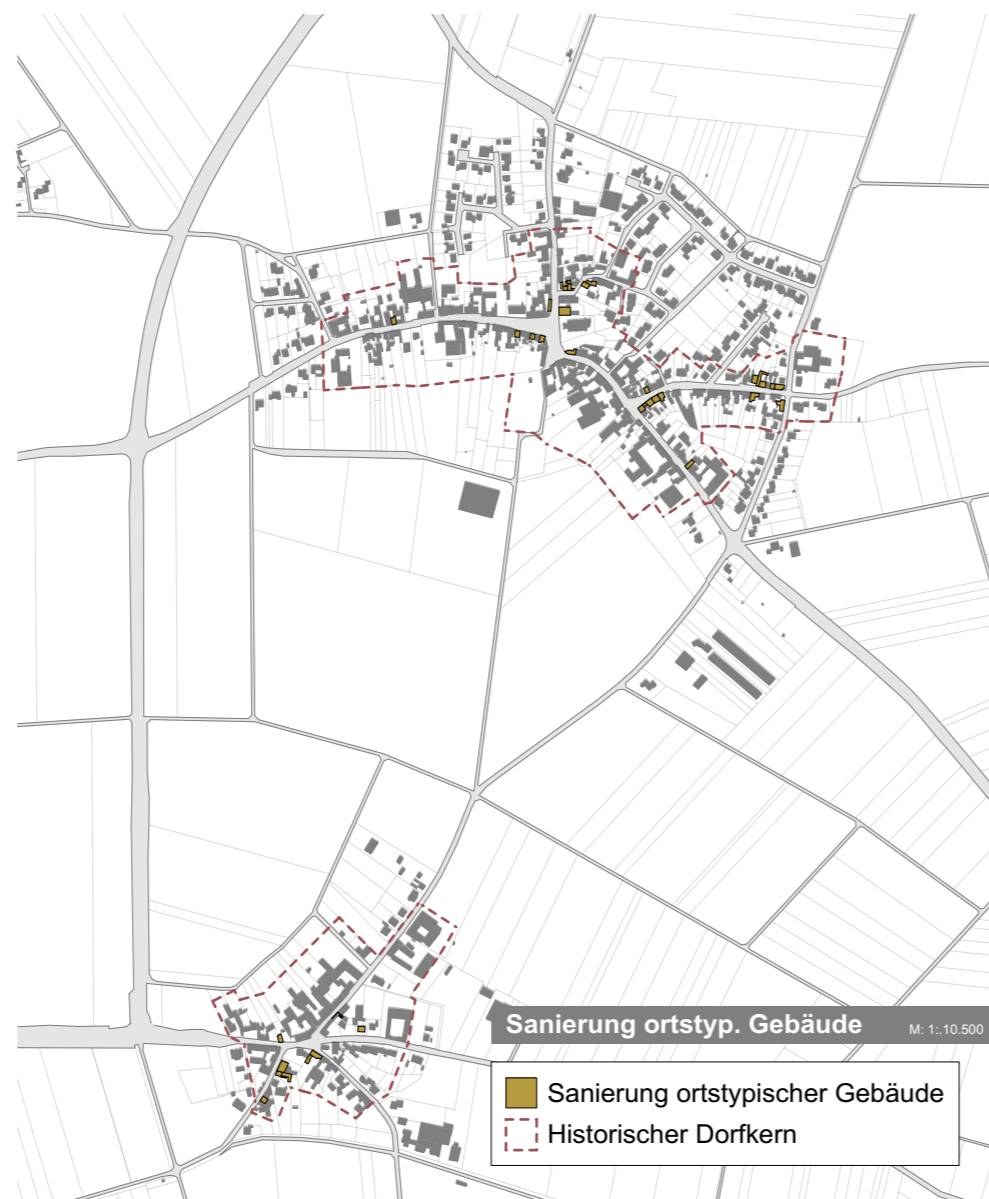 Sanierung ortstyp. Gebäude M: 1:.10.500
Sanierung ortstypischer Gebäude
Historischer Dorfkern